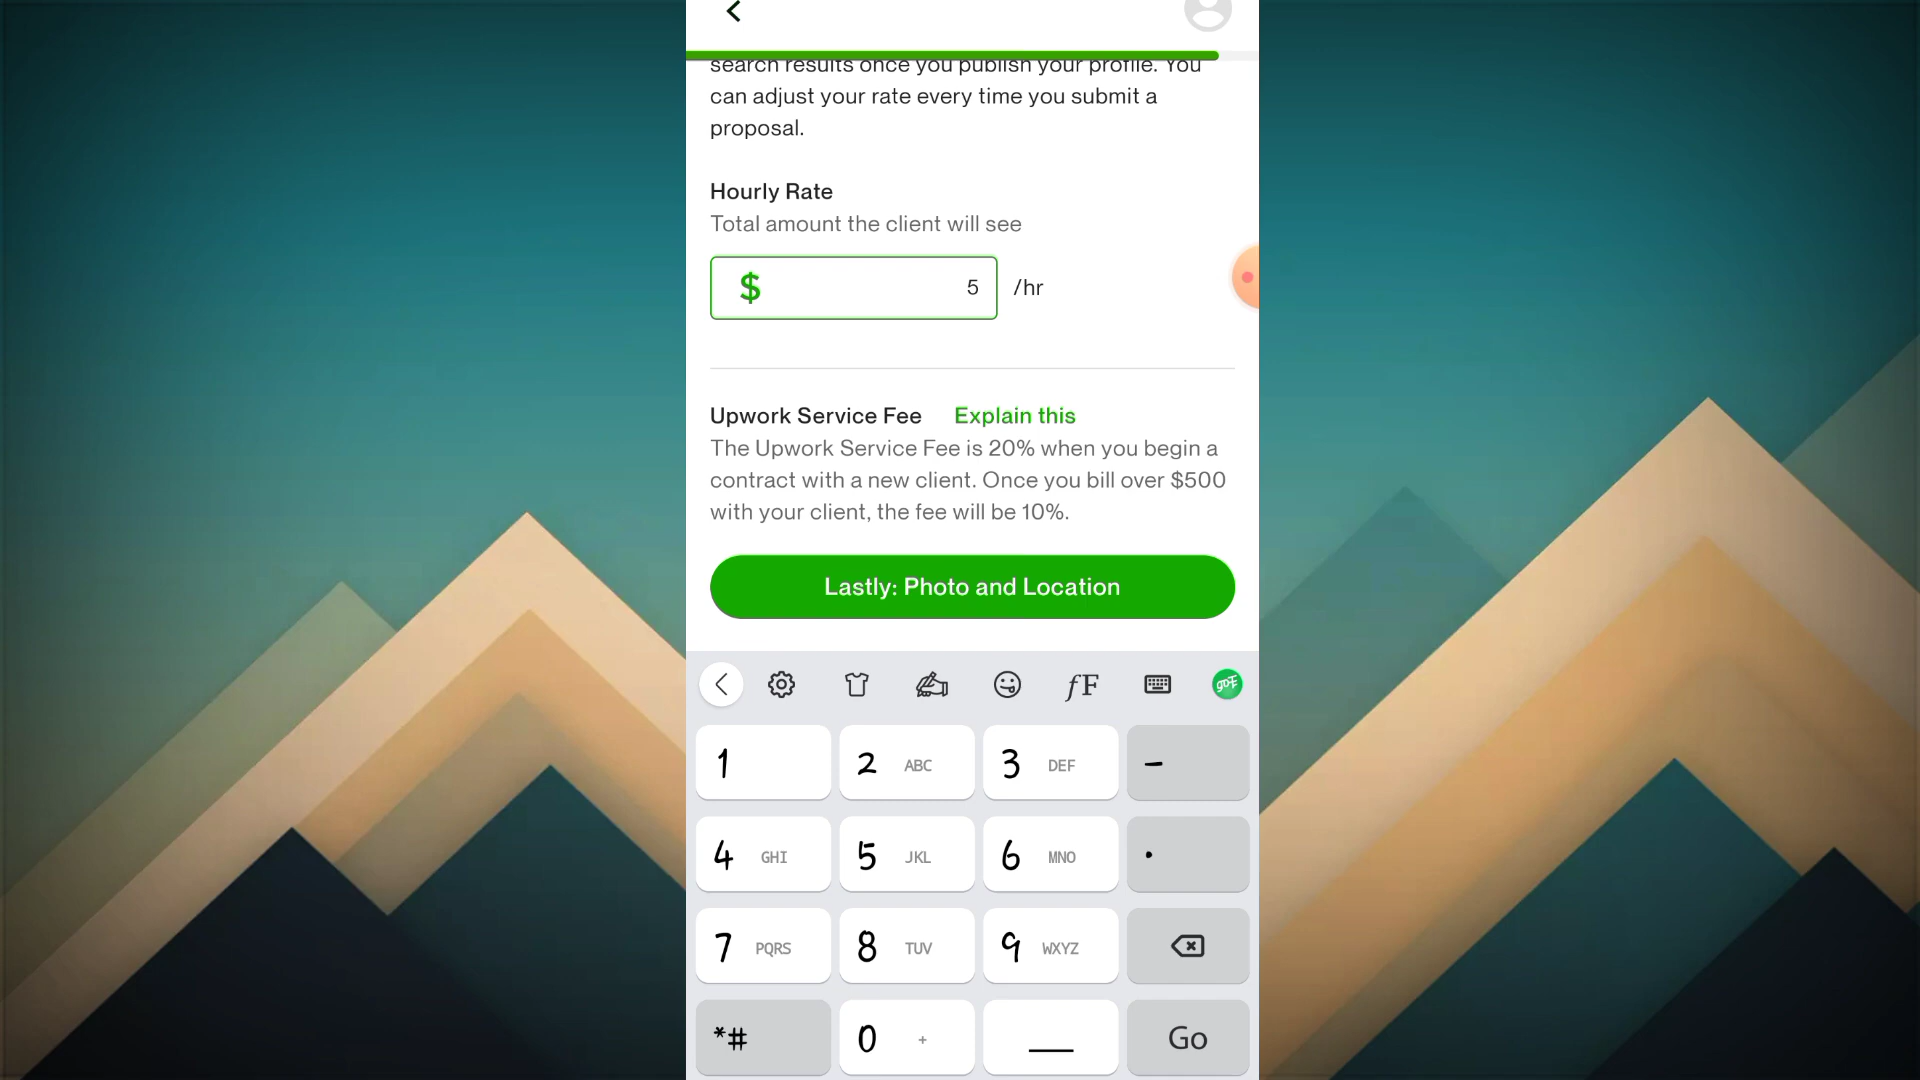 search results once you publish your profile. You
can adjust your rate every time you submit a
proposal.
Hourly Rate
Total amount the client will see
$ 5 /hr
Upwork Service Fee Explain this
The Upwork Service Fee is 20% when you begin a
contract with a new client. Once you bill over $500
with your client, the fee will be 10%.
Lastly: Photo and Location
fF
1 2 ABC 3 DEF -
4 GHI 5 JKL 6 MNO .
7 PQRS 8 TUV 9 WXYZ
*# 0 + Go